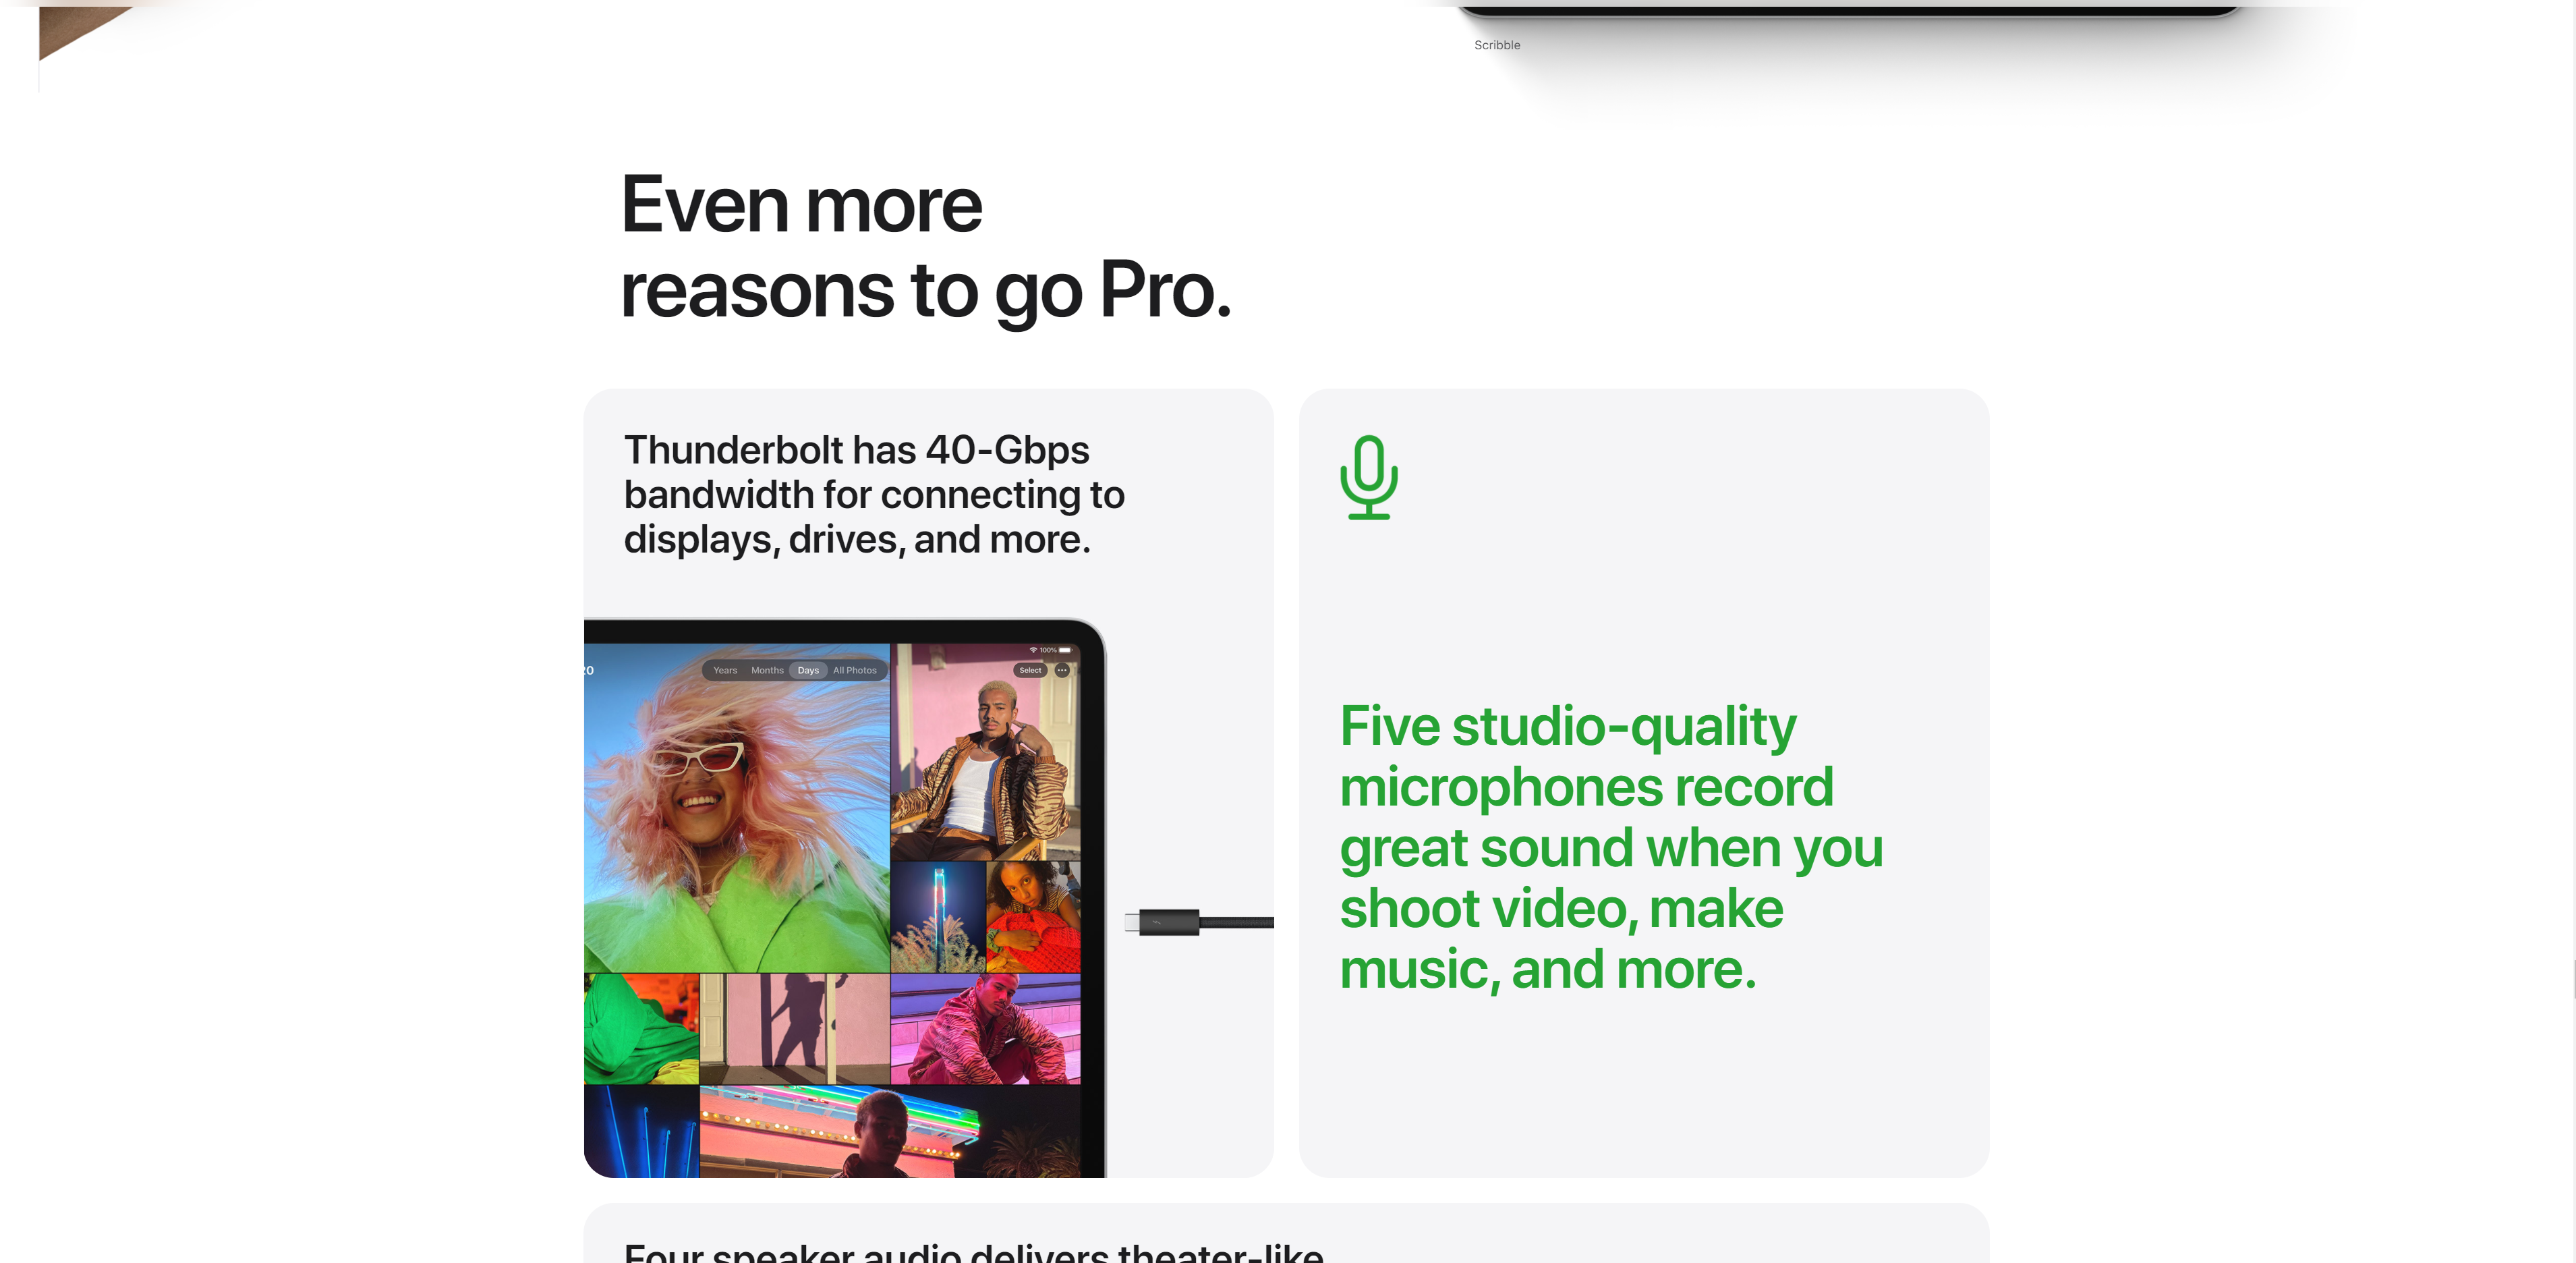 Scribble
Even more
reasons to go Pro.
Thunderbolt has 40-Gbps
bandwidth for connecting to
displays, drives, and more.
20
Years Months Days All Photos
100%
Select
Five studio-quality
microphones record
great sound when you
shoot video, make
music, and more.
Four speaker audio delivers theater-like